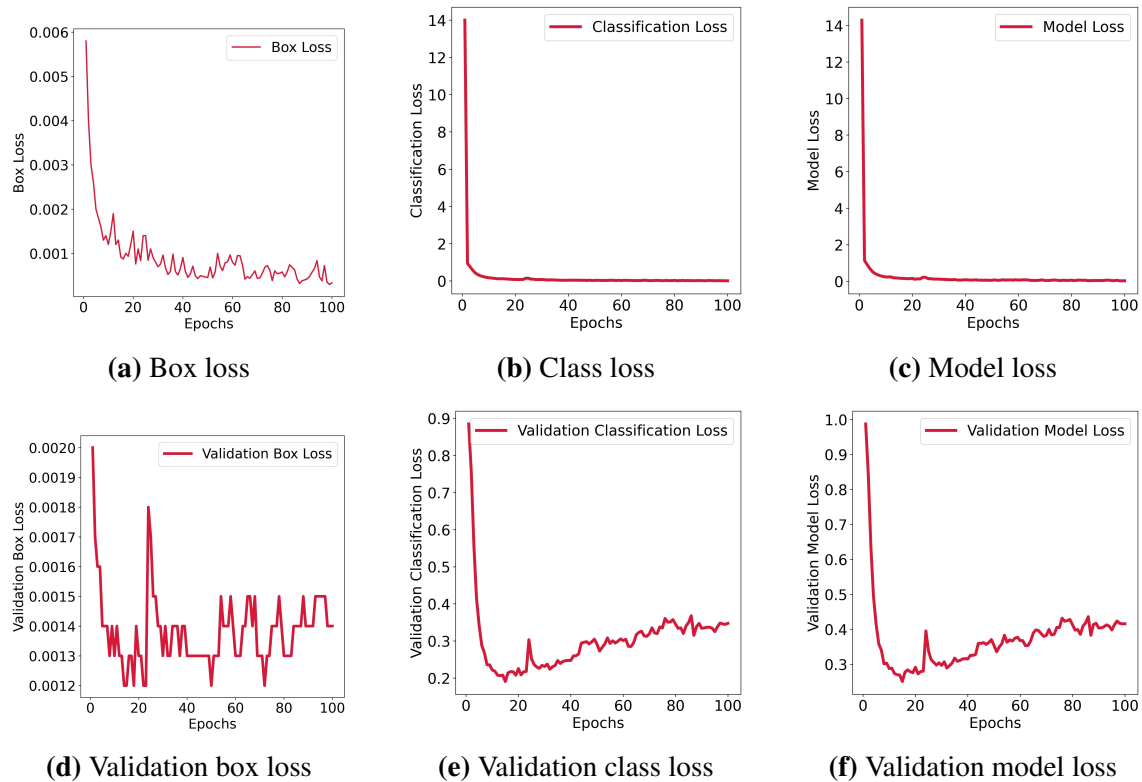 Box Loss
0.006
0.005
0.004
0.003
0.002
0.001
0 20 40 60 80 100
Epochs
Box Loss
(a) Box loss
Classification Loss
14
12
10
8
6
4
2
0
0 20 40 60 80 100
Epochs
Classification Loss
(b) Class loss
Model Loss
14
12
10
8
6
4
2
0
0 20 40 60 80 100
Epochs
Model Loss
(c) Model loss
Validation Box Loss
0.0020
0.0019
0.0018
0.0017
0.0016
0.0015
0.0014
0.0013
0.0012
0 20 40 60 80 100
Epochs
Validation Box Loss
(d) Validation box loss
Validation Classification Loss
0.9
0.8
0.7
0.6
0.5
0.4
0.3
0.2
0 20 40 60 80 100
Epochs
Validation Classification Loss
(e) Validation class loss
Validation Model Loss
1.0
0.9
0.8
0.7
0.6
0.5
0.4
0.3
0 20 40 60 80 100
Epochs
Validation Model Loss
(f) Validation model loss